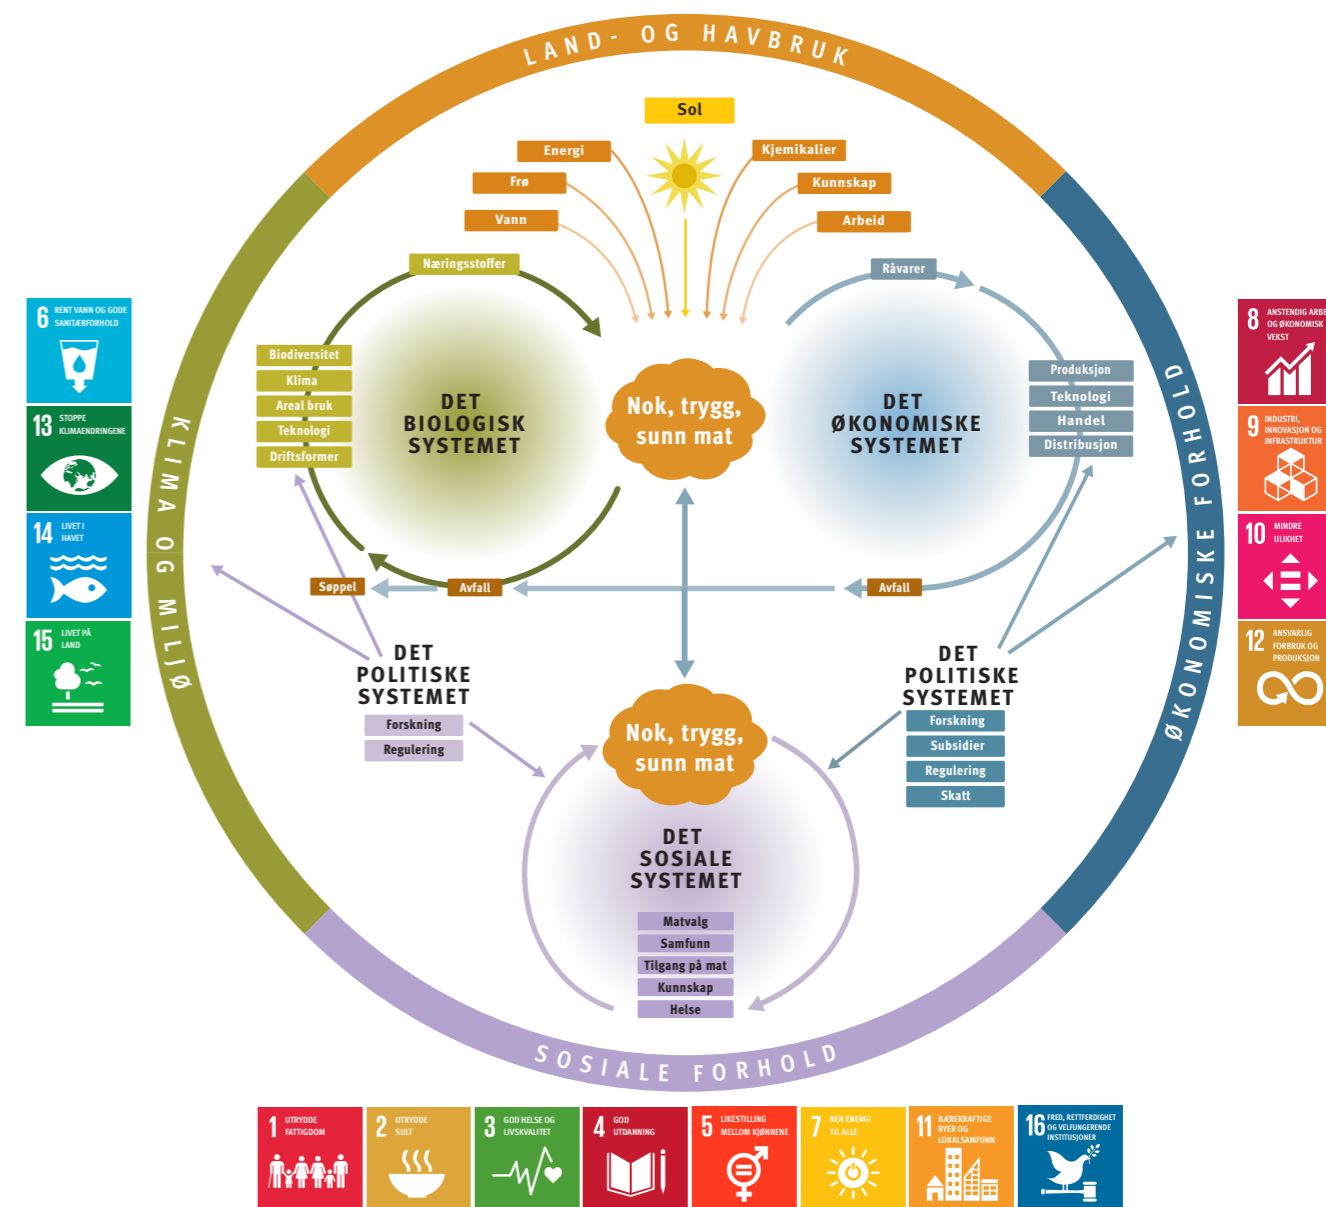 LAND- OG HAVBRUK
Sol
Energi
Kjemikalier
Frø
Kunnskap
Vann
Arbeid
Næringsstoffer
Råvarer
Biodiversitet
Klima
Areal bruk
Teknologi
Driftsformer
DET
BIOLOGISK
SYSTEMET
Nok, trygg,
sunn mat
DET
ØKONOMISKE
SYSTEMET
Produksjon
Teknologi
Handel
Distribusjon
Søppel
Avfall
Avfall
KLIMA OG MILJØ
ØKONOMISKE FORHOLD
DET
POLITISKE
SYSTEMET
Forskning
Regulering
DET
POLITISKE
SYSTEMET
Forskning
Subsidier
Regulering
Skatt
Nok, trygg,
sunn mat
DET
SOSIALE
SYSTEMET
Matvalg
Samfunn
Tilgang på mat
Kunnskap
Helse
SOSIALE FORHOLD
6 RENT VANN OG GODE
SANITÆRFORHOLD
13 STOPPE
KLIMAENDRINGENE
14 LIVET I
HAVET
15 LIVET PÅ
LAND
8 ANSTENDIG ARBE
OG ØKONOMISK
VEKST
9 INDUSTRI,
INNOVASJON OG
INFRASTRUKTUR
10 MINDRE
ULIKHET
12 ANSVARLIG
FORBRUK OG
PRODUKSJON
1 UTRYDDE
FATTIGDOM
2 UTRYDDE
SULT
3 GOD HELSE OG
LIVSKVALITET
4 GOD
UTDANNING
5 LIKESTILLING
MELLOM KJØNNENE
7 REN ENERGI
TIL ALLE
11 BÆREKRAFTIGE
BYER OG
LOKALSAMFUNN
16 FRED, RETTFERDIGHET
OG VELFUNGERENDE
INSTITUSJONER